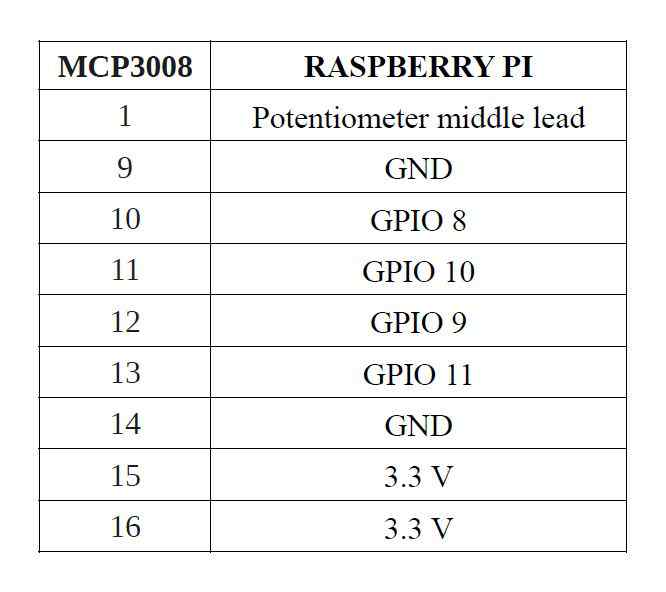 MCP3008 RASPBERRY PI
1 Potentiometer middle lead
9 GND
10 GPIO 8
11 GPIO 10
12 GPIO 9
13 GPIO 11
14 GND
15 3.3 V
16 3.3 V